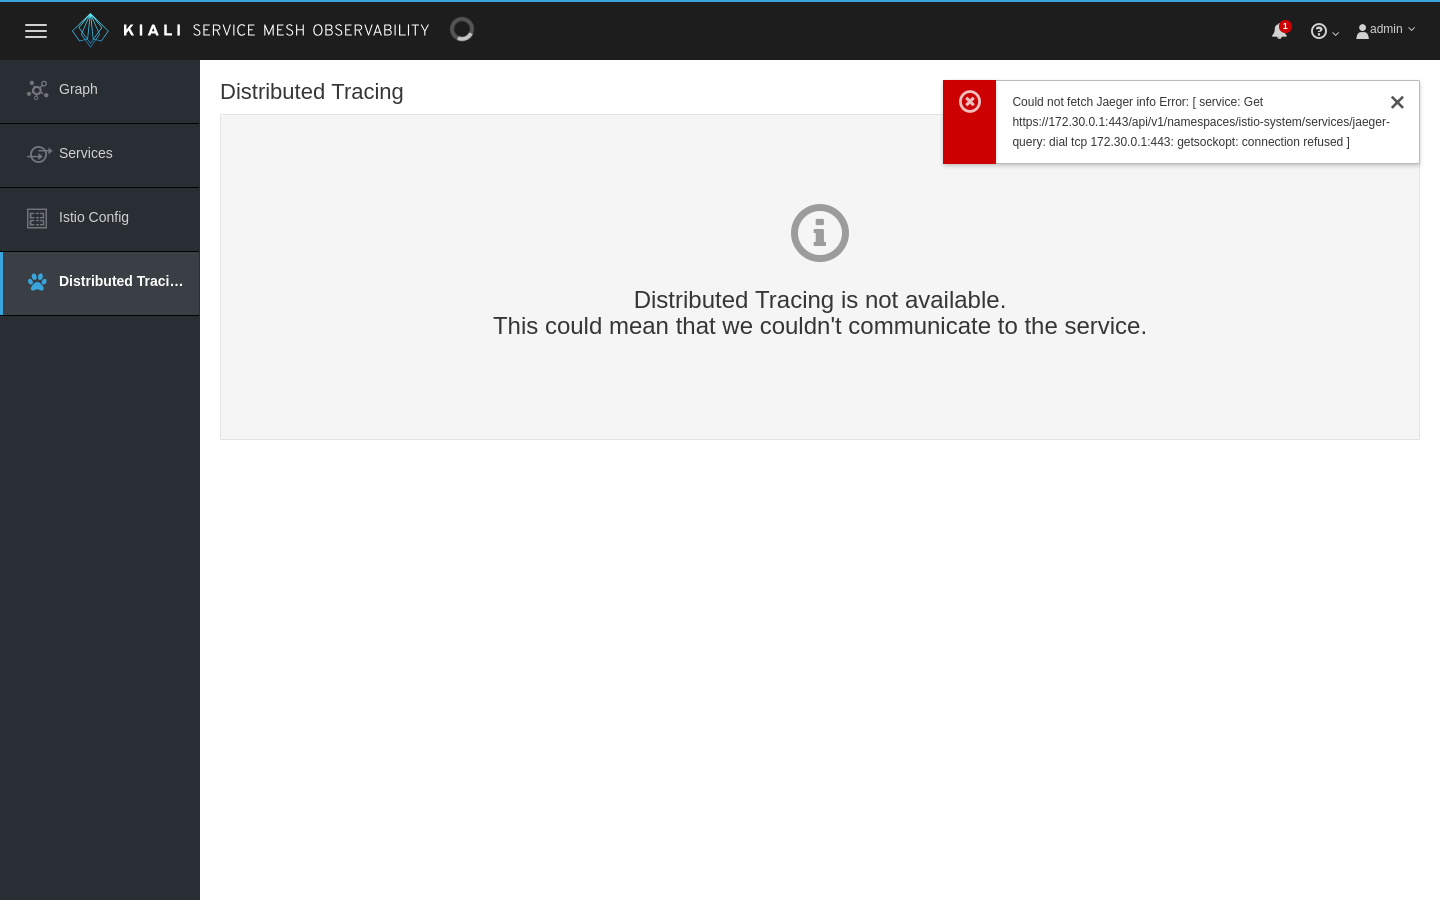 KIALI SERVICE MESH OBSERVABILITY
1
admin
Graph
Services
Istio Config
Distributed Traci…
Distributed Tracing
Could not fetch Jaeger info Error: [ service: Get
https://172.30.0.1:443/api/v1/namespaces/istio-system/services/jaeger-
query: dial tcp 172.30.0.1:443: getsockopt: connection refused ]
Distributed Tracing is not available.
This could mean that we couldn't communicate to the service.